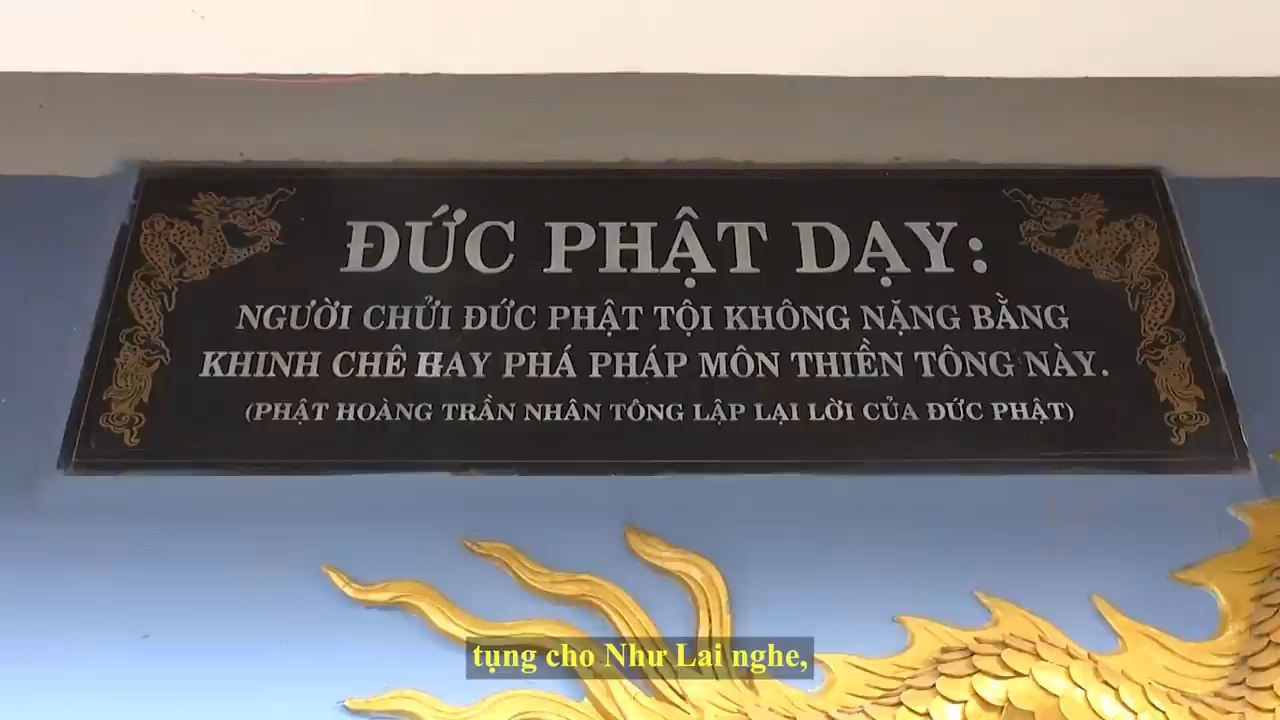 ĐỨC PHẬT DẠY:
NGƯỜI CHỬI ĐỨC PHẬT TỘI KHÔNG NẶNG BẰNG
KHINH CHÊ HAY PHÁ PHÁP MÔN THIỀN TÔNG NÀY.
(PHẬT HOÀNG TRẦN NHÂN TÔNG LẬP LẠI LỜI CỦA ĐỨC PHẬT)
tụng cho Như Lai nghe,